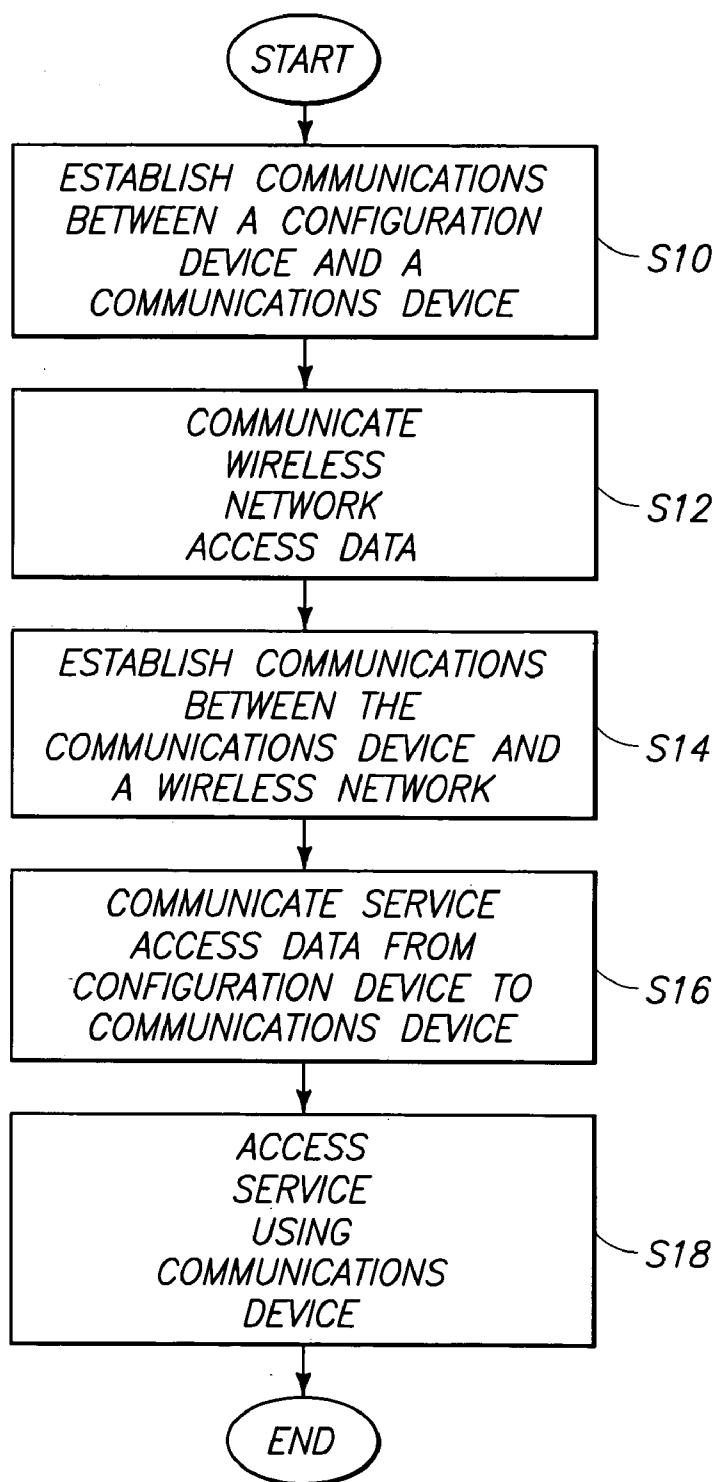 START
ESTABLISH COMMUNICATIONS
BETWEEN A CONFIGURATION
DEVICE AND A
COMMUNICATIONS DEVICE
S10
COMMUNICATE
WIRELESS
NETWORK
ACCESS DATA
S12
ESTABLISH COMMUNICATIONS
BETWEEN THE
COMMUNICATIONS DEVICE AND
A WIRELESS NETWORK
S14
COMMUNICATE SERVICE
ACCESS DATA FROM
CONFIGURATION DEVICE TO
COMMUNICATIONS DEVICE
S16
ACCESS
SERVICE
USING
COMMUNICATIONS
DEVICE
S18
END